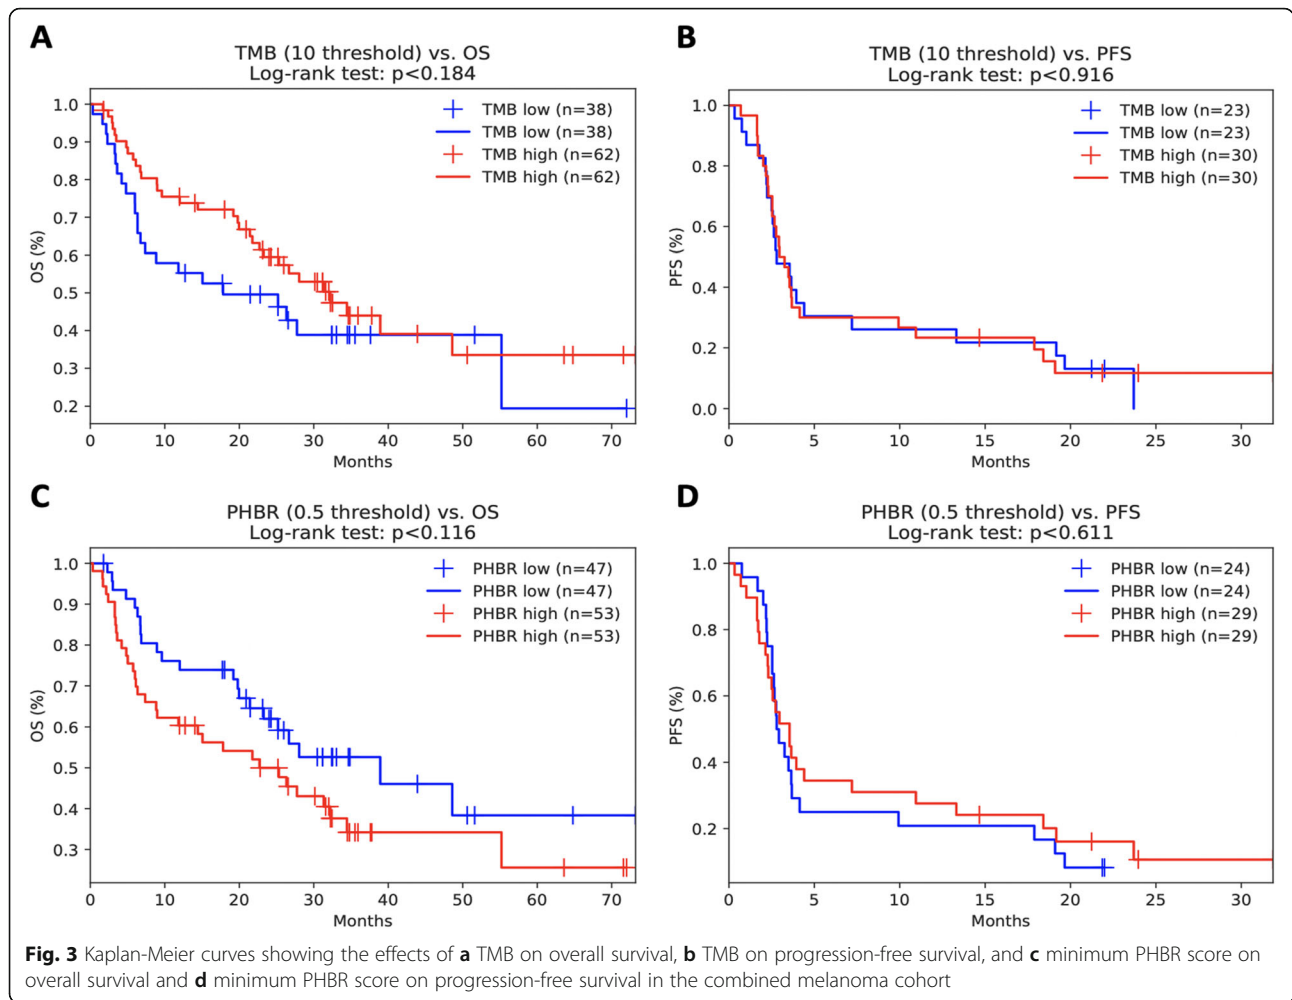 A
TMB (10 threshold) vs. OS
Log-rank test: p<0.184
TMB low (n=38)
TMB low (n=38)
TMB high (n=62)
TMB high (n=62)
OS (%)
1.0
0.9
0.8
0.7
0.6
0.5
0.4
0.3
0.2
0 10 20 30 40 50 60 70
Months
B
TMB (10 threshold) vs. PFS
Log-rank test: p<0.916
TMB low (n=23)
TMB low (n=23)
TMB high (n=30)
TMB high (n=30)
PFS (%)
1.0
0.8
0.6
0.4
0.2
0.0
0 5 10 15 20 25 30
Months
C
PHBR (0.5 threshold) vs. OS
Log-rank test: p<0.116
PHBR low (n=47)
PHBR low (n=47)
PHBR high (n=53)
PHBR high (n=53)
OS (%)
1.0
0.9
0.8
0.7
0.6
0.5
0.4
0.3
0 10 20 30 40 50 60 70
Months
D
PHBR (0.5 threshold) vs. PFS
Log-rank test: p<0.611
PHBR low (n=24)
PHBR low (n=24)
PHBR high (n=29)
PHBR high (n=29)
PFS (%)
1.0
0.8
0.6
0.4
0.2
0 5 10 15 20 25 30
Months
Fig. 3 Kaplan-Meier curves showing the effects of a TMB on overall survival, b TMB on progression-free survival, and c minimum PHBR score on
overall survival and d minimum PHBR score on progression-free survival in the combined melanoma cohort